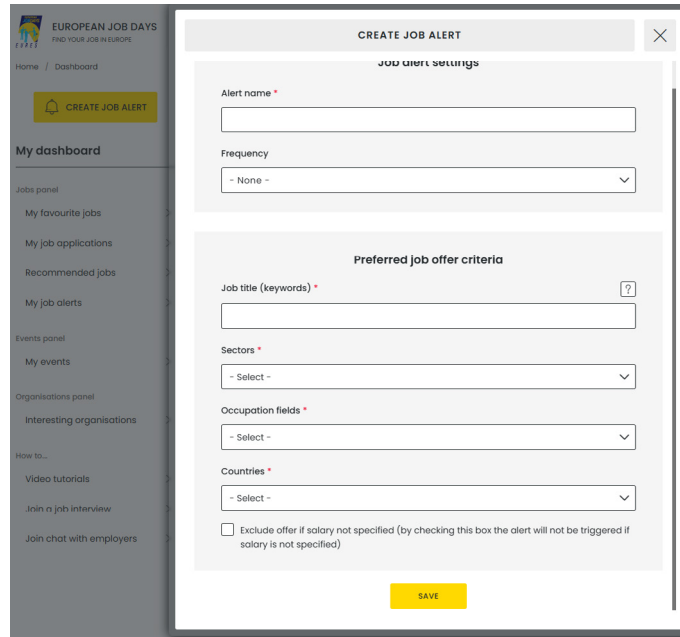 EUROPEAN JOB DAYS
FIND YOUR JOB IN EUROPE
EURES
Home / Dashboard
CREATE JOB ALERT
My dashboard
Jobs panel
My favourite jobs
My job applications
Recommended jobs
My job alerts
Events panel
My events
Organisations panel
Interesting organisations
How to...
Video tutorials
Join a job interview
Join chat with employers
CREATE JOB ALERT
Job alert settings
Alert name *
Frequency
- None -
Preferred job offer criteria
Job title (keywords) *
?
Sectors *
- Select -
Occupation fields *
- Select -
Countries *
- Select -
Exclude offer if salary not specified (by checking this box the alert will not be triggered if
salary is not specified)
SAVE